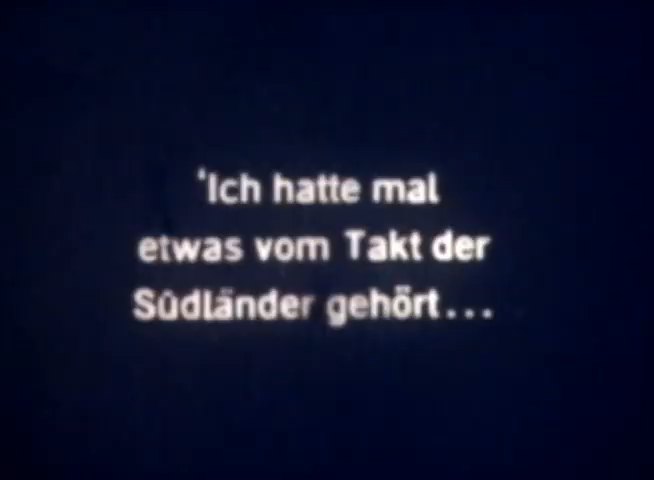 'Ich hatte mal
etwas vom Takt der
Südländer gehört...